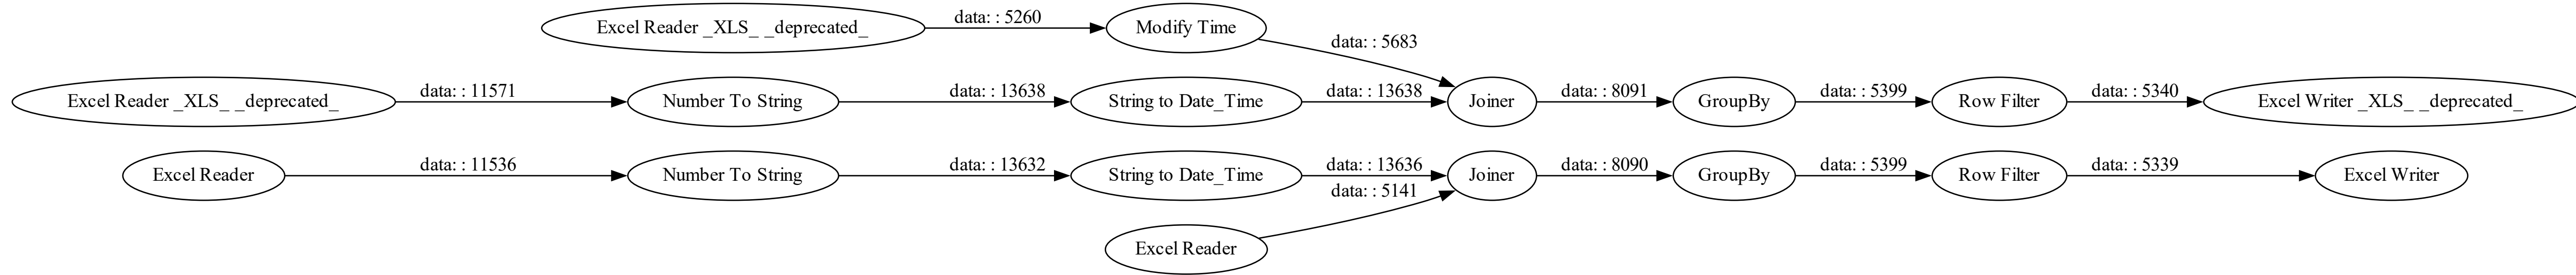 Excel Reader _XLS_ _deprecated_
data: : 5260
Modify Time
data: : 5683
Excel Reader _XLS_ _deprecated_
data: : 11571
Number To String
data: : 13638
String to Date_Time
data: : 13638
Joiner
data: : 8091
GroupBy
data: : 5399
Row Filter
data: : 5340
Excel Writer _XLS_ _deprecated_
Excel Reader
data: : 11536
Number To String
data: : 13632
String to Date_Time
data: : 13636
Joiner
data: : 8090
GroupBy
data: : 5399
Row Filter
data: : 5339
Excel Writer
data: : 5141
Excel Reader